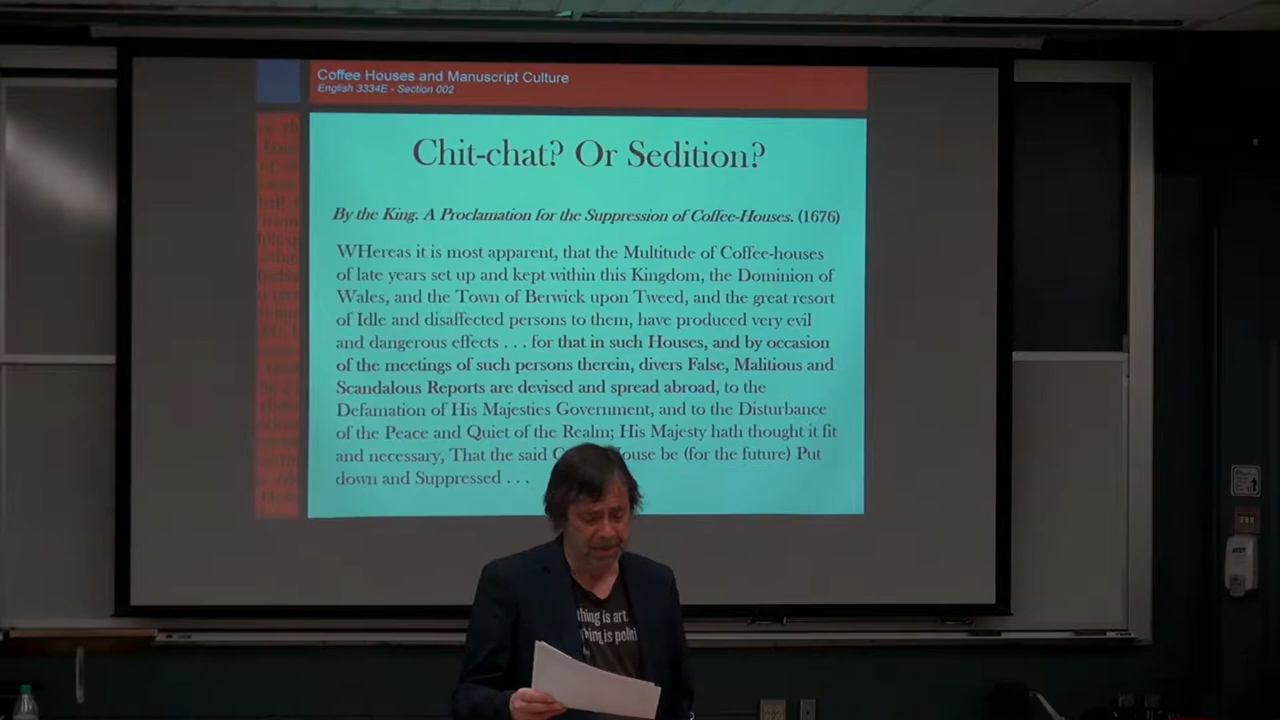 Coffee Houses and Manuscript Culture
English 3334E - Section 002
Chit-chat? Or Sedition?
By the King. A Proclamation for the Suppression of Coffee-Houses. (1676)
WHereas it is most apparent, that the Multitude of Coffee-houses
of late years set up and kept within this Kingdom, the Dominion of
Wales, and the Town of Berwick upon Tweed, and the great resort
of Idle and disaffected persons to them, have produced very evil
and dangerous effects . . . for that in such Houses, and by occasion
of the meetings of such persons therein, divers False, Malitious and
Scandalous Reports are devised and spread abroad, to the
Defamation of His Majesties Government, and to the Disturbance
of the Peace and Quiet of the Realm; His Majesty hath thought it fit
and necessary, That the said ouse be (for the future) Put
down and Suppressed . . .
thing is art.
hing is politi